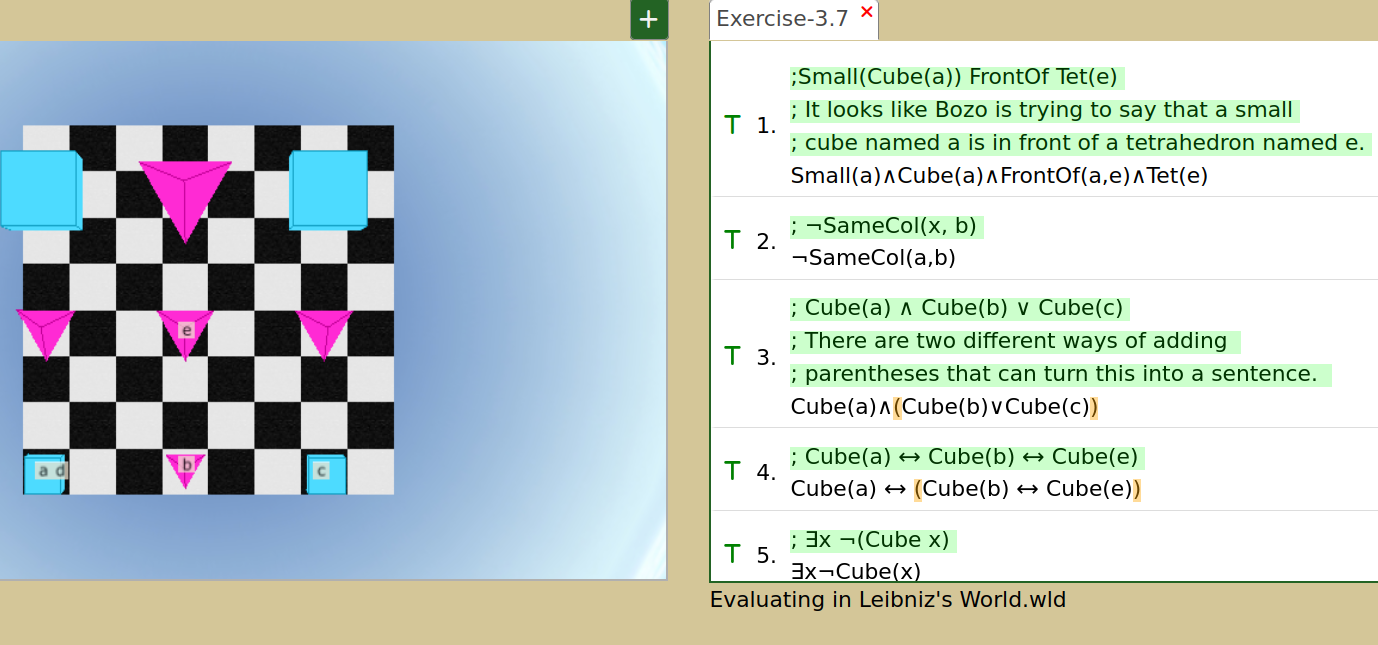 +
Exercise-3.7 ×
;Small(Cube(a)) FrontOf Tet(e)
; It looks like Bozo is trying to say that a small
T 1.
; cube named a is in front of a tetrahedron named e.
Small(a)∧Cube(a)∧FrontOf(a,e)∧Tet(e)
; ¬SameCol(x, b)
T 2.
¬SameCol(a,b)
; Cube(a) ∧ Cube(b) ∨ Cube(c)
; There are two different ways of adding
T 3.
; parentheses that can turn this into a sentence.
Cube(a)∧(Cube(b)∨Cube(c))
; Cube(a) ↔ Cube(b) ↔ Cube(e)
T 4.
Cube(a) ↔ (Cube(b) ↔ Cube(e))
; ∃x ¬(Cube x)
T 5.
∃x¬Cube(x)
Evaluating in Leibniz's World.wld
e
a d
b
c